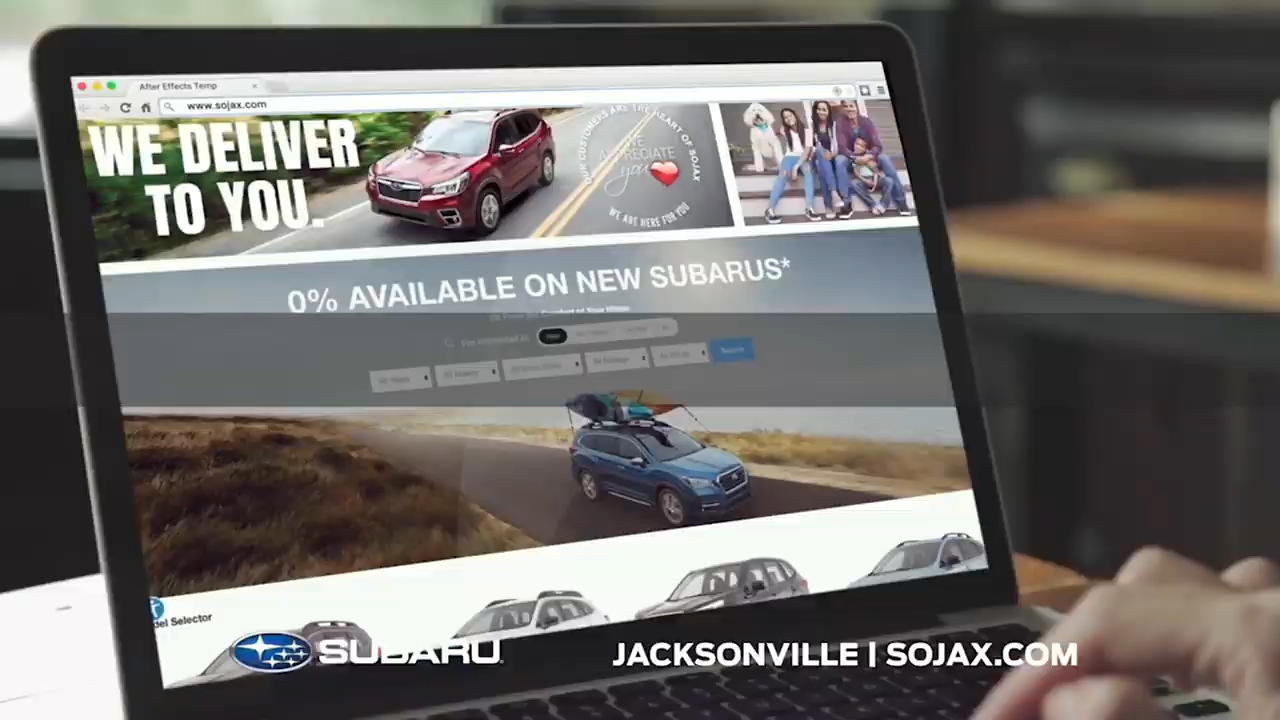 After Effects Temp
www.sojax.com
WE DELIVER
TO YOU.
OUR CUSTOMERS ARE THE HEART OF SOJAX
WE
APPRECIATE
you
WE ARE HERE FOR YOU
0% AVAILABLE ON NEW SUBARUS*
del Selector
SUBARU
JACKSONVILLE | SOJAX.COM